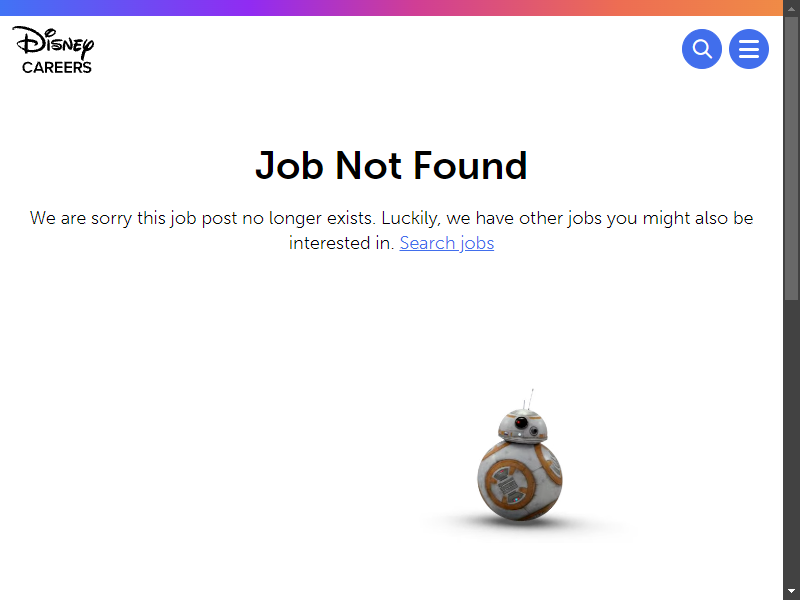 Disney
CAREERS
Job Not Found
We are sorry this job post no longer exists. Luckily, we have other jobs you might also be
interested in. Search jobs